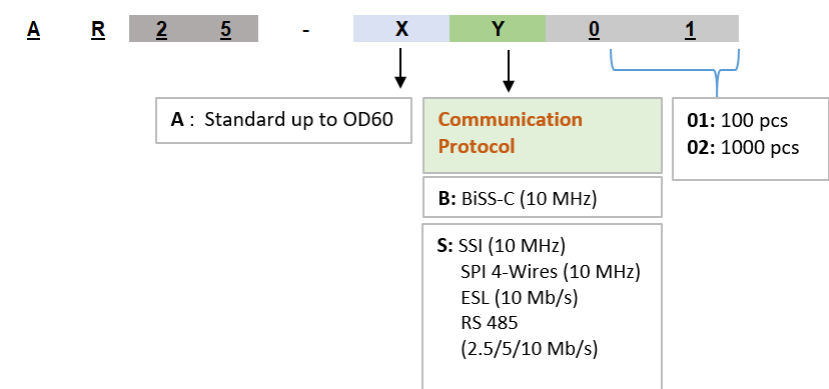 A R 2 5 - X Y 0 1
A : Standard up to OD60
Communication
Protocol
01: 100 pcs
02: 1000 pcs
B: BiSS-C (10 MHz)
S: SSI (10 MHz)
SPI 4-Wires (10 MHz)
ESL (10 Mb/s)
RS 485
(2.5/5/10 Mb/s)